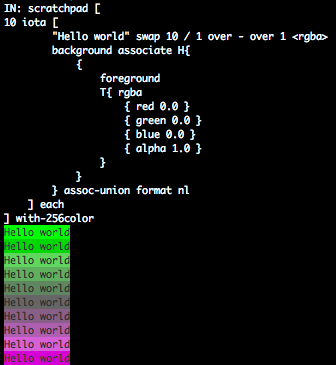 IN: scratchpad [
10 iota [
"Hello world" swap 10 / 1 over - over 1 <rgba>
background associate H{
{
foreground
T{ rgba
{ red 0.0 }
{ green 0.0 }
{ blue 0.0 }
{ alpha 1.0 }
}
}
} assoc-union format nl
] each
] with-256color
Hello world
Hello world
Hello world
Hello world
Hello world
Hello world
Hello world
Hello world
Hello world
Hello world